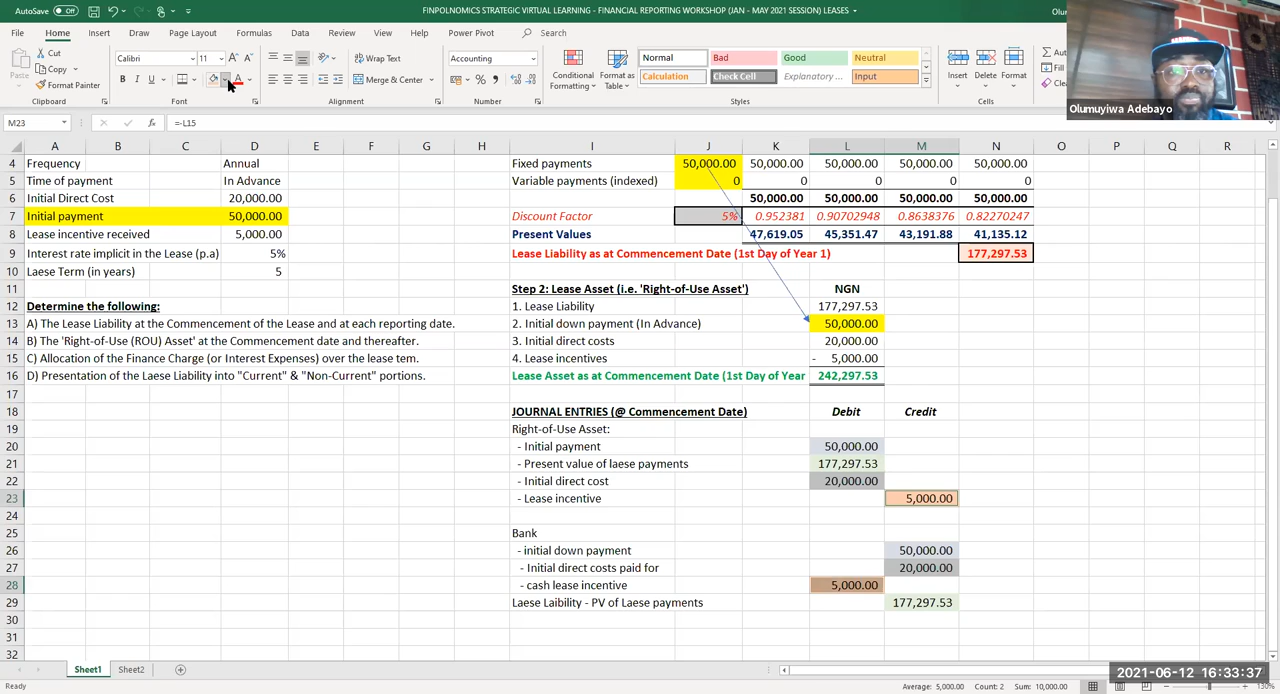 AutoSave Off FINPOLNOMICS STRATEGIC VIRTUAL LEARNING - FINANCIAL REPORTING WORKSHOP (JAN - MAY 2021 SESSION) LEASES Olu
File Home Insert Draw Page Layout Formulas Data Review View Help Power Pivot Search
Cut
Copy
Format Painter
Paste
Clipboard
Calibri 11
B I U
Font
Wrap Text
Merge & Center
Alignment
Accounting
Number
Conditional Formatting
Format as Table
Normal Bad Good Neutral
Calculation Check Cell Explanatory ... Input
Styles
Insert Delete Format
Cells
Fill
Olumuyiwa Adebayo
M23 =-L15
A B C D E F G H I J K L M N O P Q R
4 Frequency Annual Fixed payments 50,000.00 50,000.00 50,000.00 50,000.00 50,000.00
5 Time of payment In Advance Variable payments (indexed) 0 0 0 0 0
6 Initial Direct Cost 20,000.00 50,000.00 50,000.00 50,000.00 50,000.00
7 Initial payment 50,000.00 Discount Factor 5% 0.952381 0.90702948 0.8638376 0.82270247
8 Lease incentive received 5,000.00 Present Values 47,619.05 45,351.47 43,191.88 41,135.12
9 Interest rate implicit in the Lease (p.a) 5% Lease Liability as at Commencement Date (1st Day of Year 1) 177,297.53
10 Laese Term (in years) 5
11 Step 2: Lease Asset (i.e. 'Right-of-Use Asset') NGN
12 Determine the following: 1. Lease Liability 177,297.53
13 A) The Lease Liability at the Commencement of the Lease and at each reporting date. 2. Initial down payment (In Advance) 50,000.00
14 B) The 'Right-of-Use (ROU) Asset' at the Commencement date and thereafter. 3. Initial direct costs 20,000.00
15 C) Allocation of the Finance Charge (or Interest Expenses) over the lease tem. 4. Lease incentives - 5,000.00
16 D) Presentation of the Laese Liability into "Current" & "Non-Current" portions. Lease Asset as at Commencement Date (1st Day of Year 242,297.53
17
18 JOURNAL ENTRIES (@ Commencement Date) Debit Credit
19 Right-of-Use Asset:
20 - Initial payment 50,000.00
21 - Present value of laese payments 177,297.53
22 - Initial direct cost 20,000.00
23 - Lease incentive 5,000.00
24
25 Bank
26 - initial down payment 50,000.00
27 - Initial direct costs paid for 20,000.00
28 - cash lease incentive 5,000.00
29 Laese Laibility - PV of Laese payments 177,297.53
30
31
32
Sheet1 Sheet2
2021-06-12 16:33:37
Ready Average: 5,000.00 Count: 2 Sum: 10,000.00 130%